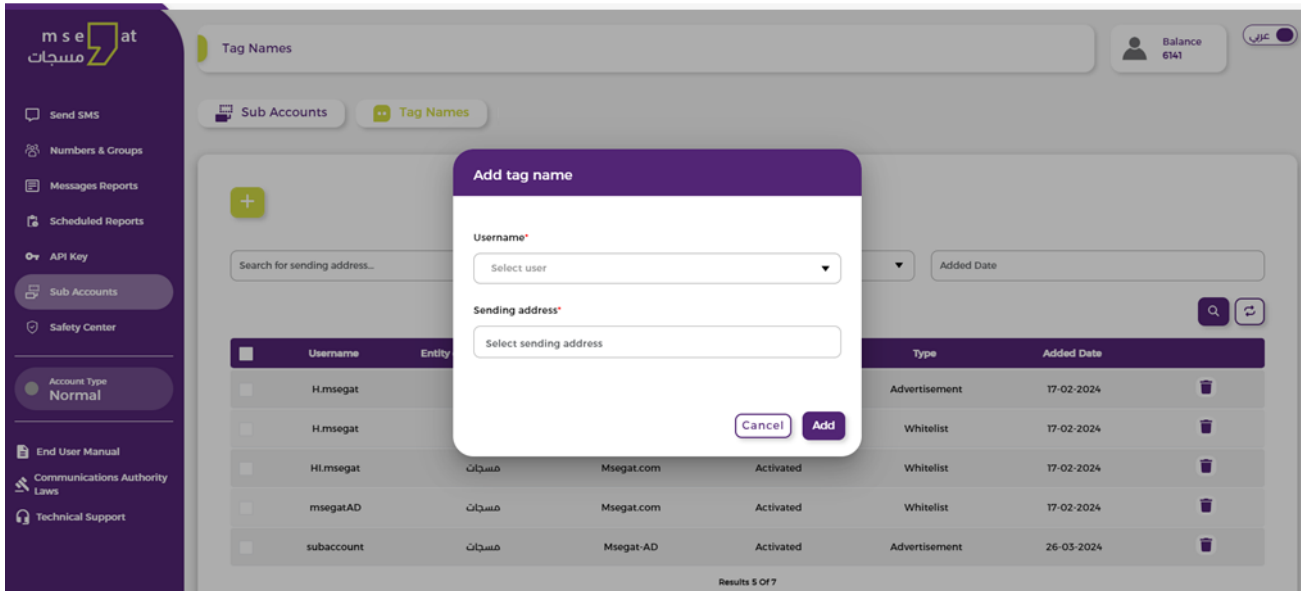 m s e at
مسجات
Send SMS
Numbers & Groups
Messages Reports
Scheduled Reports
API Key
Sub Accounts
Safety Center
Account Type
Normal
End User Manual
Communications Authority
Laws
Technical Support
Tag Names
Balance
6141
عربي
Sub Accounts
Tag Names
+
Search for sending address...
Added Date
Add tag name
Username*
Select user
Sending address*
Select sending address
Cancel Add
Username Entity Type Added Date
H.msegat Advertisement 17-02-2024
H.msegat Whitelist 17-02-2024
HI.msegat مسجات Msegat.com Activated Whitelist 17-02-2024
msegatAD مسجات Msegat.com Activated Whitelist 17-02-2024
subaccount مسجات Msegat-AD Activated Advertisement 26-03-2024
Results 5 Of 7